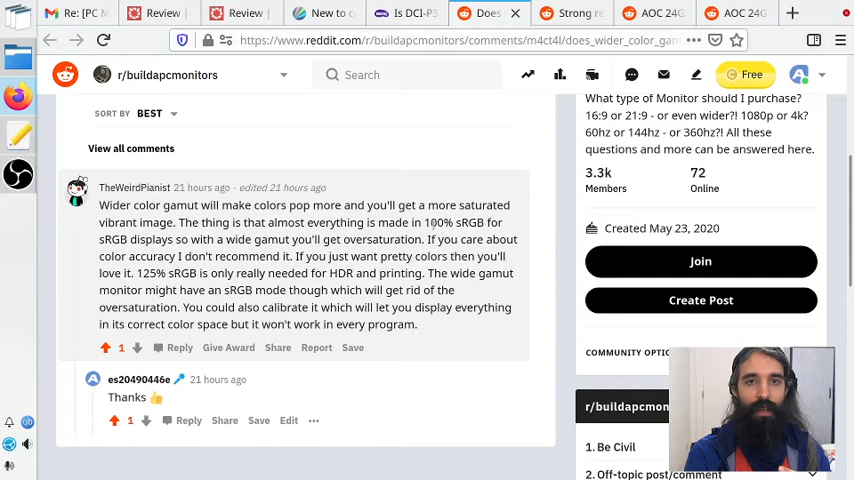 Re: [PC M
Review |
Review |
New to c
php
Is DCI-P3
Does
Strong re
AOC 24G
AOC 24G
https://www.reddit.com/r/buildapcmonitors/comments/m4ct4l/does_wider_color_gam
r/buildapcmonitors
Search
Free
SORT BY BEST
View all comments
TheWeirdPianist 21 hours ago · edited 21 hours ago
Wider color gamut will make colors pop more and you'll get a more saturated
vibrant image. The thing is that almost everything is made in 100% sRGB for
sRGB displays so with a wide gamut you'll get oversaturation. If you care about
color accuracy I don't recommend it. If you just want pretty colors then you'll
love it. 125% sRGB is only really needed for HDR and printing. The wide gamut
monitor might have an sRGB mode though which will get rid of the
oversaturation. You could also calibrate it which will let you display everything
in its correct color space but it won't work in every program.
1 Reply Give Award Share Report Save
es20490446e 21 hours ago
Thanks 👍
1 Reply Share Save Edit ···
What type of Monitor should I purchase?
16:9 or 21:9 - or even wider?! 1080p or 4k?
60hz or 144hz - or 360hz?! All these
questions and more can be answered here.
3.3k
Members
72
Online
Created May 23, 2020
Join
Create Post
COMMUNITY OPTIO
r/buildapcmon
1. Be Civil
2. Off-topic post/comment
qb